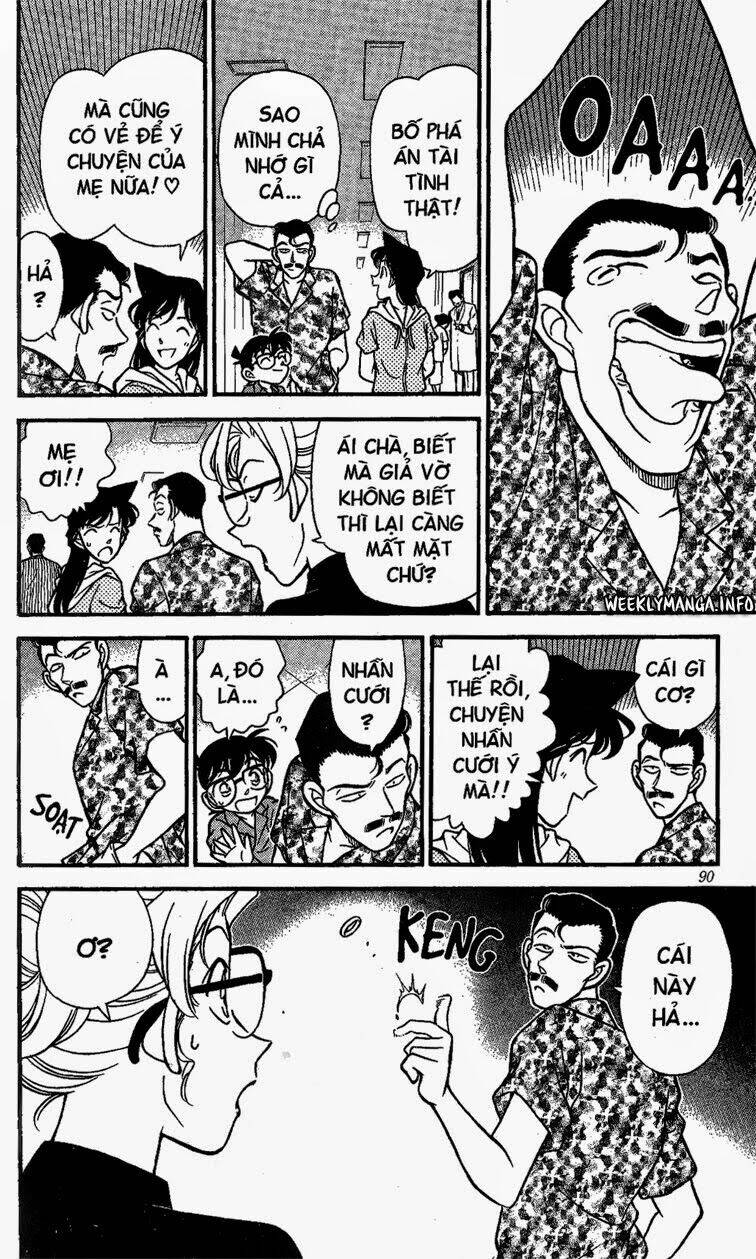 OAAA
BỐ PHÁ
ÁN TÀI
TÌNH
THẬT!
SAO
MÌNH CHẢ
NHỚ GÌ
CẢ...
MÀ CŨNG
CÓ VẺ ĐỂ Ý
CHUYỆN CỦA
MẸ NỮA!♡
HẢ
?
ÁI CHÀ, BIẾT
MÀ GIẢ VỜ
KHÔNG BIẾT
THÌ LẠI CÀNG
MẤT MẶT
CHỨ?
MẸ
ƠI!!
WEEKLYMANGA.INFO
CÁI GÌ
CƠ?
LẠI
THẾ RỒI,
CHUYỆN
NHẪN
CƯỚI Ý
MÀ!!
NHẪN
CƯỚI
?
A, ĐÓ
LÀ...
À
...
SOẠT
90
CÁI
NÀY
HẢ...
KENG
Ơ?